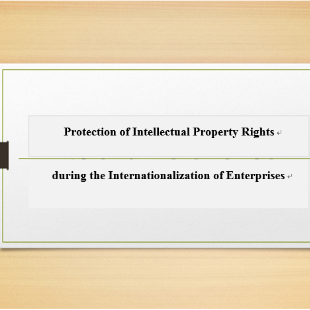 Protection of Intellectual Property Rights
during the Internationalization of Enterprises